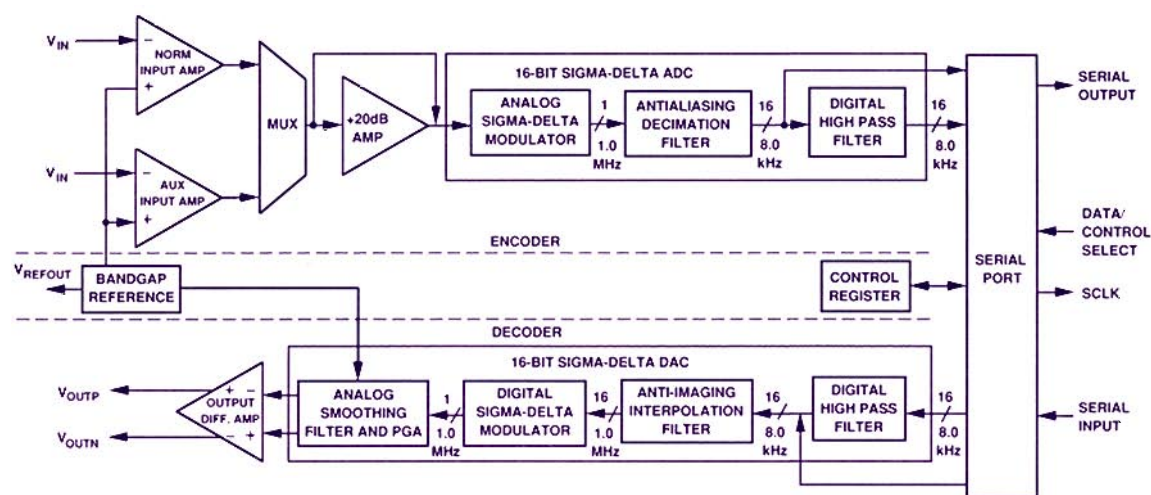 V_IN
−
NORM
INPUT AMP
+
V_IN
−
AUX
INPUT AMP
+
MUX
+20dB
AMP
16-BIT SIGMA-DELTA ADC
ANALOG
SIGMA-DELTA
MODULATOR
1
1.0
MHz
ANTIALIASING
DECIMATION
FILTER
16
8.0
kHz
DIGITAL
HIGH PASS
FILTER
16
8.0
kHz
SERIAL
PORT
SERIAL
OUTPUT
DATA/
CONTROL
SELECT
SCLK
SERIAL
INPUT
ENCODER
V_REFOUT
BANDGAP
REFERENCE
CONTROL
REGISTER
DECODER
16-BIT SIGMA-DELTA DAC
V_OUTP
V_OUTN
+ −
OUTPUT
DIFF. AMP
− +
ANALOG
SMOOTHING
FILTER AND PGA
1
1.0
MHz
DIGITAL
SIGMA-DELTA
MODULATOR
16
1.0
MHz
ANTI-IMAGING
INTERPOLATION
FILTER
16
8.0
kHz
DIGITAL
HIGH PASS
FILTER
16
8.0
kHz